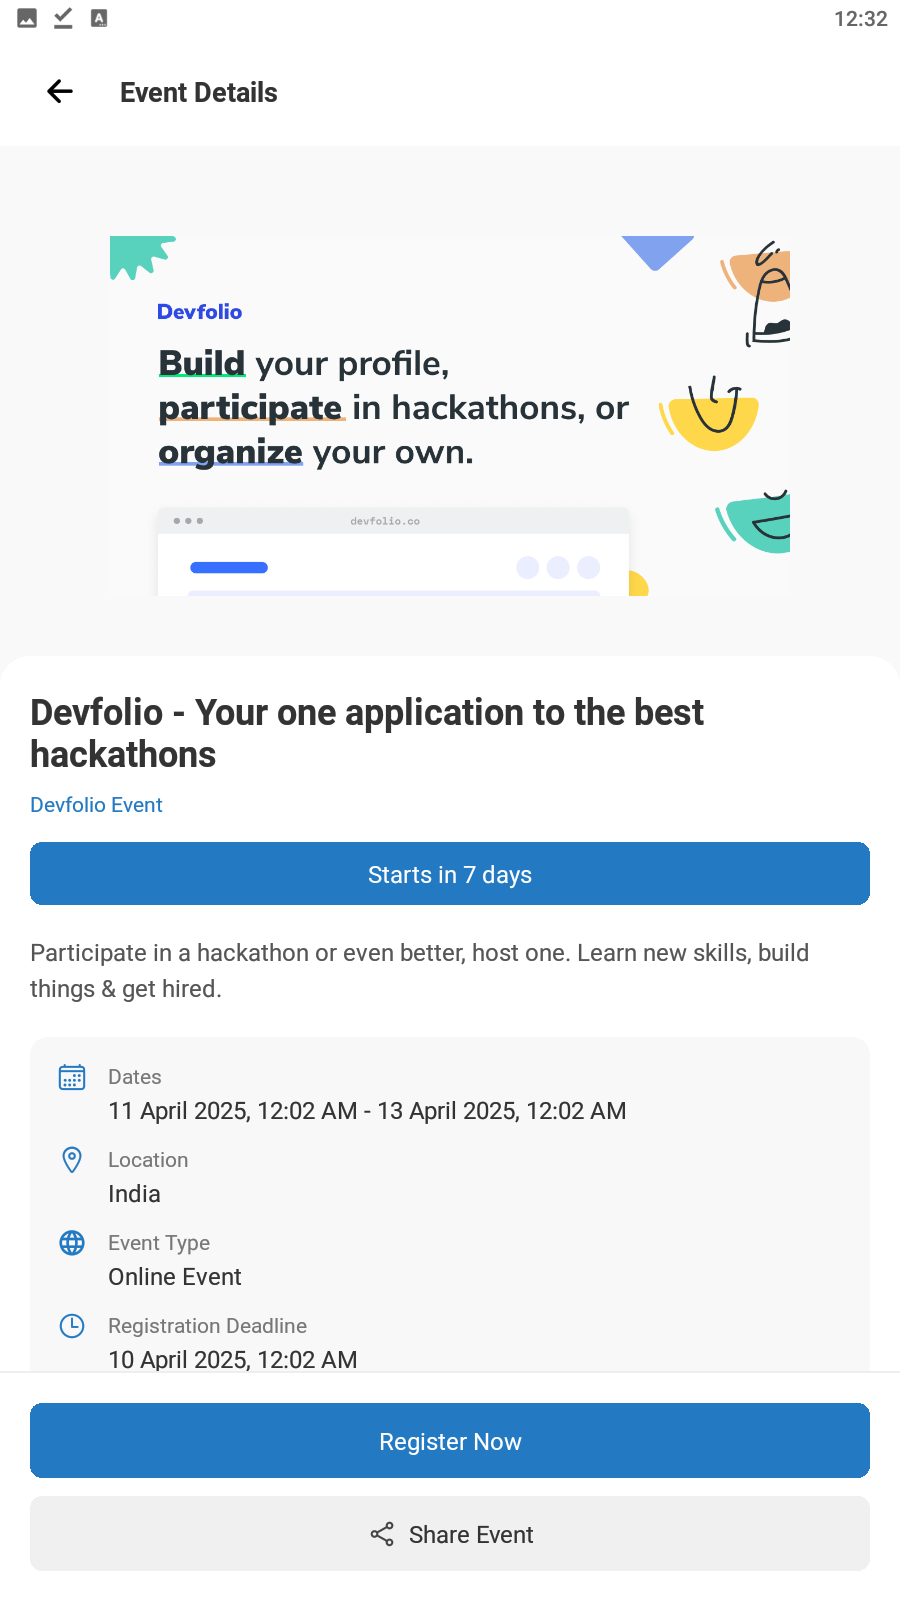 12:32
Event Details
Devfolio
Build your profile,
participate in hackathons, or
organize your own.
devfolio.co
Devfolio - Your one application to the best
hackathons
Devfolio Event
Starts in 7 days
Participate in a hackathon or even better, host one. Learn new skills, build
things & get hired.
Dates
11 April 2025, 12:02 AM - 13 April 2025, 12:02 AM
Location
India
Event Type
Online Event
Registration Deadline
10 April 2025, 12:02 AM
Register Now
Share Event